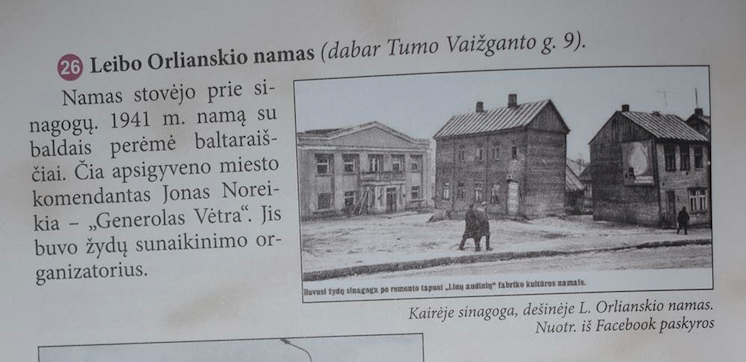 26 Leibo Orlianskio namas (dabar Tumo Vaižganto g. 9).
Namas stovėjo prie si-
nagogų. 1941 m. namą su
baldais perėmė baltaraiš-
čiai. Čia apsigyveno miesto
komendantas Jonas Norei-
kia – „Generolas Vėtra“. Jis
buvo žydų sunaikinimo or-
ganizatorius.
Buvusi žydų sinagoga po remonto tapusi „Linų audinių“ fabriko kultūros namais.
Kairėje sinagoga, dešinėje L. Orlianskio namas.
Nuotr. iš Facebook paskyros